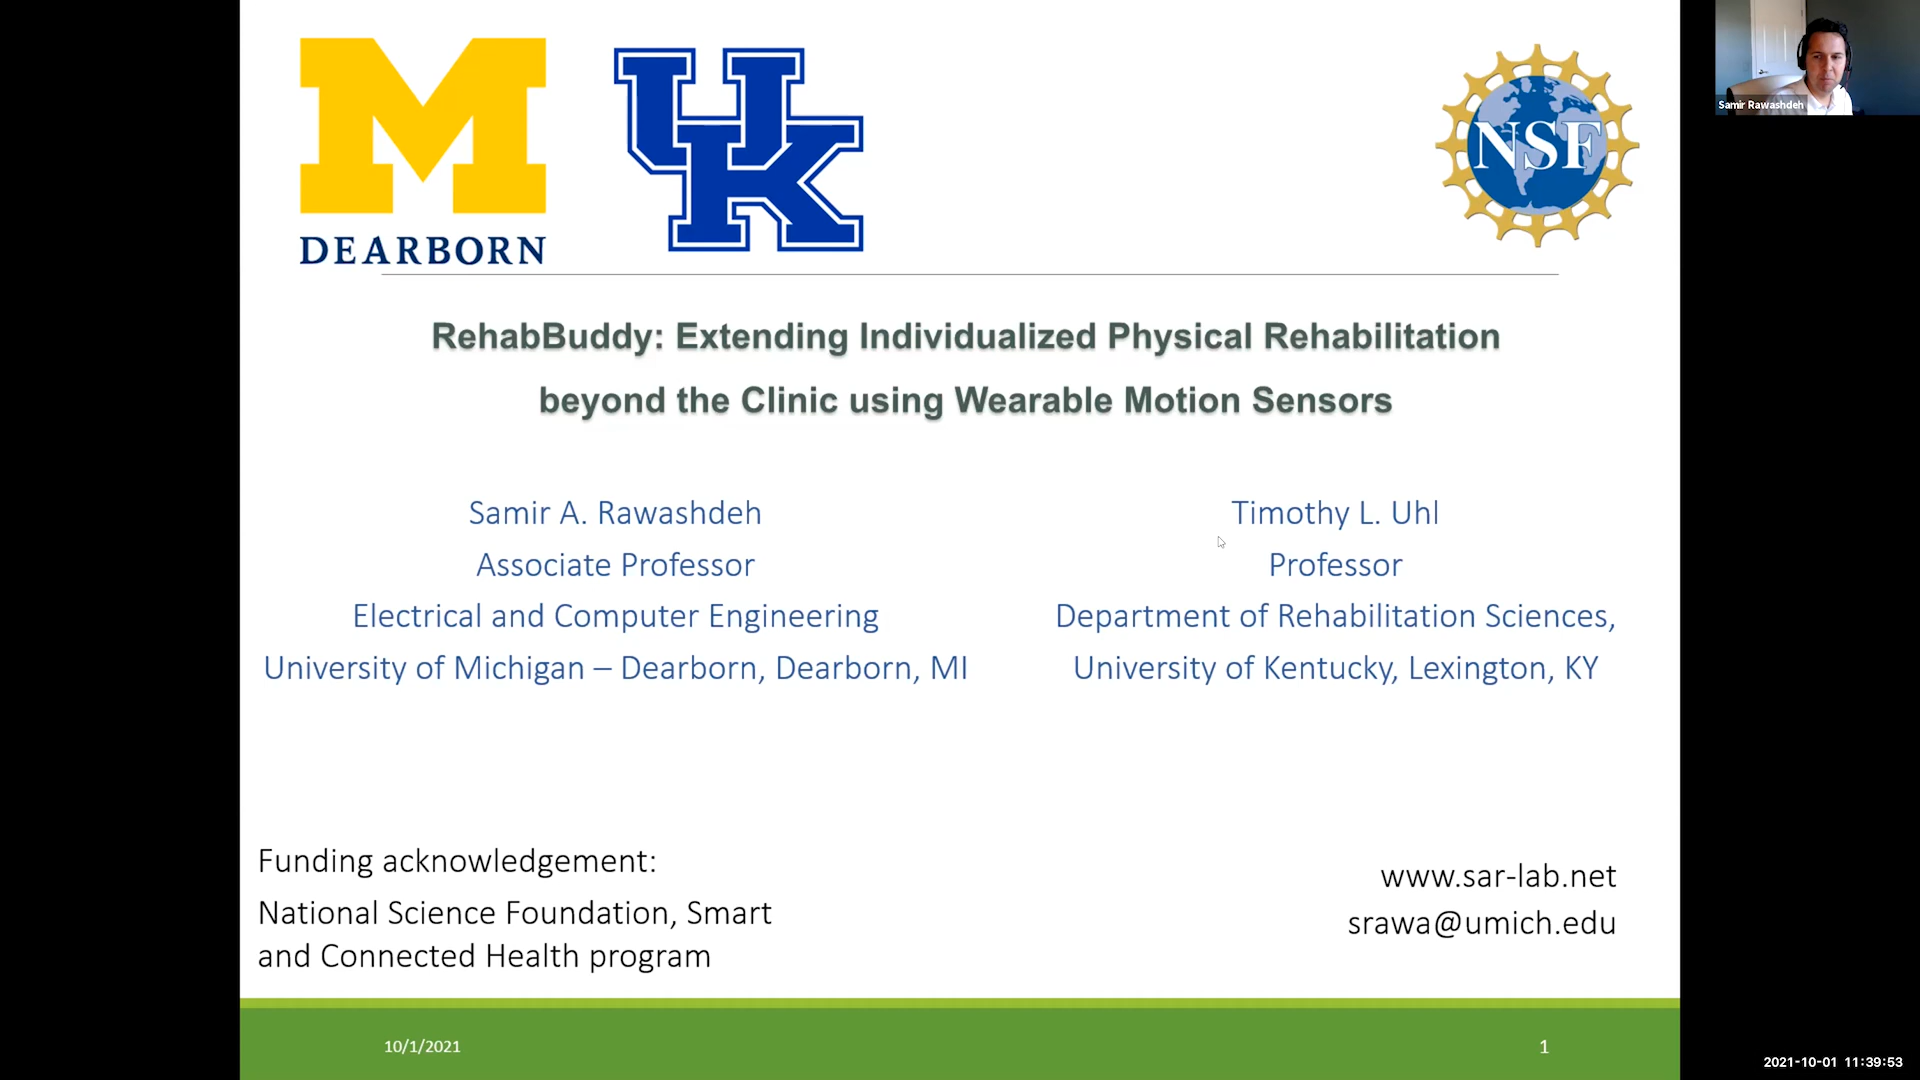 M
DEARBORN
UK
NSF
Samir Rawashdeh
RehabBuddy: Extending Individualized Physical Rehabilitation
beyond the Clinic using Wearable Motion Sensors
Samir A. Rawashdeh
Associate Professor
Electrical and Computer Engineering
University of Michigan – Dearborn, Dearborn, MI
Timothy L. Uhl
Professor
Department of Rehabilitation Sciences,
University of Kentucky, Lexington, KY
Funding acknowledgement:
National Science Foundation, Smart
and Connected Health program
www.sar-lab.net
srawa@umich.edu
10/1/2021
1
2021-10-01 11:39:53